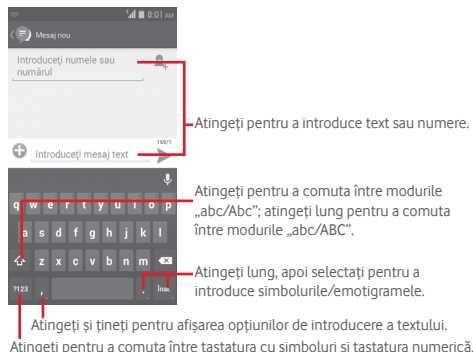 8:01 AM
Mesaj nou
Introduceți numele sau
numărul
Atingeți pentru a introduce text sau numere.
160/1
Introduceți mesaj text
q w e r t y u i o p
a s d f g h j k l
z x c v b n m
?123 , . Înai.
Atingeți pentru a comuta între modurile
„abc/Abc”; atingeți lung pentru a comuta
între modurile „abc/ABC”.
Atingeți lung, apoi selectați pentru a
introduce simbolurile/emotigramele.
Atingeți și țineți pentru afișarea opțiunilor de introducere a textului.
Atingeți pentru a comuta între tastatura cu simboluri și tastatura numerică.